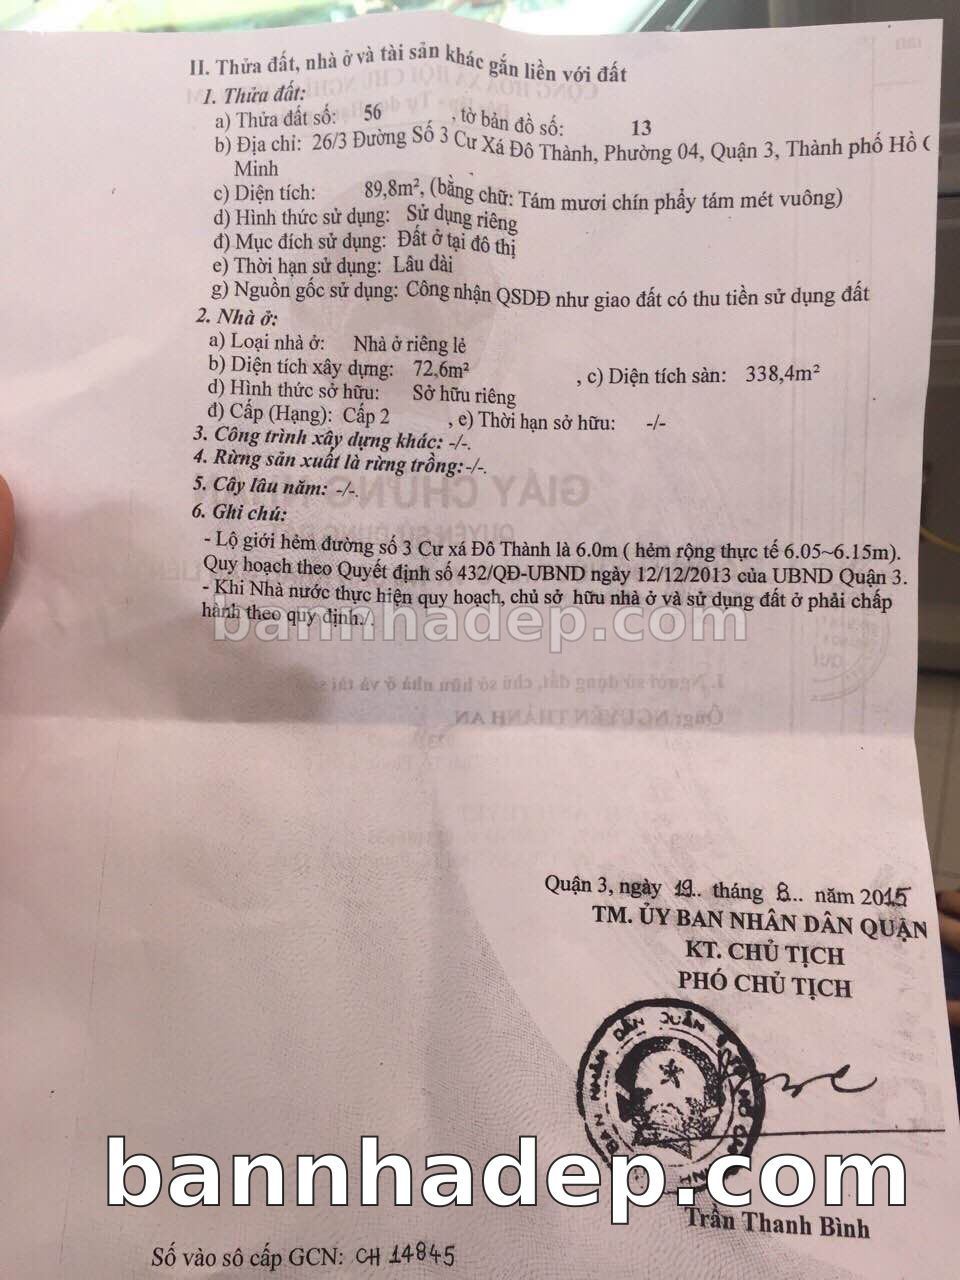 II. Thửa đất, nhà ở và tài sản khác gắn liền với đất
1. Thửa đất:
a) Thửa đất số: 56 , tờ bản đồ số: 13
b) Địa chỉ: 26/3 Đường Số 3 Cư Xá Đô Thành, Phường 04, Quận 3, Thành phố Hồ C
Minh
c) Diện tích: 89,8m², (bằng chữ: Tám mươi chín phẩy tám mét vuông)
d) Hình thức sử dụng: Sử dụng riêng
đ) Mục đích sử dụng: Đất ở tại đô thị
e) Thời hạn sử dụng: Lâu dài
g) Nguồn gốc sử dụng: Công nhận QSDĐ như giao đất có thu tiền sử dụng đất
2. Nhà ở:
a) Loại nhà ở: Nhà ở riêng lẻ
b) Diện tích xây dựng: 72,6m² , c) Diện tích sàn: 338,4m²
d) Hình thức sở hữu: Sở hữu riêng
đ) Cấp (Hạng): Cấp 2 , e) Thời hạn sở hữu: -/-
3. Công trình xây dựng khác: -/-.
4. Rừng sản xuất là rừng trồng: -/-.
5. Cây lâu năm: -/-.
6. Ghi chú:
- Lộ giới hẻm đường số 3 Cư xá Đô Thành là 6.0m ( hẻm rộng thực tế 6.05~6.15m).
Quy hoạch theo Quyết định số 432/QĐ-UBND ngày 12/12/2013 của UBND Quận 3.
- Khi Nhà nước thực hiện quy hoạch, chủ sở hữu nhà ở và sử dụng đất ở phải chấp
hành theo quy định./.
bannhadep.com
Quận 3, ngày 19.. tháng 8.. năm 2015
TM. ỦY BAN NHÂN DÂN QUẬN
KT. CHỦ TỊCH
PHÓ CHỦ TỊCH
BAN NHÂN DÂN QUẬN
bannhadep.com
Trần Thanh Bình
Số vào sô cấp GCN: CH 14845